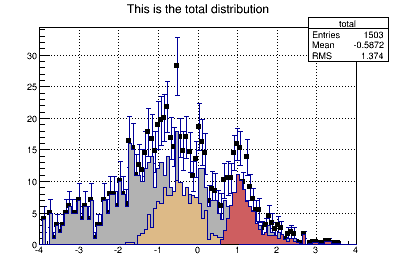 This is the total distribution
total
Entries 1503
Mean -0.5872
RMS 1.374
30
25
20
15
10
5
0
-4 -3 -2 -1 0 1 2 3 4